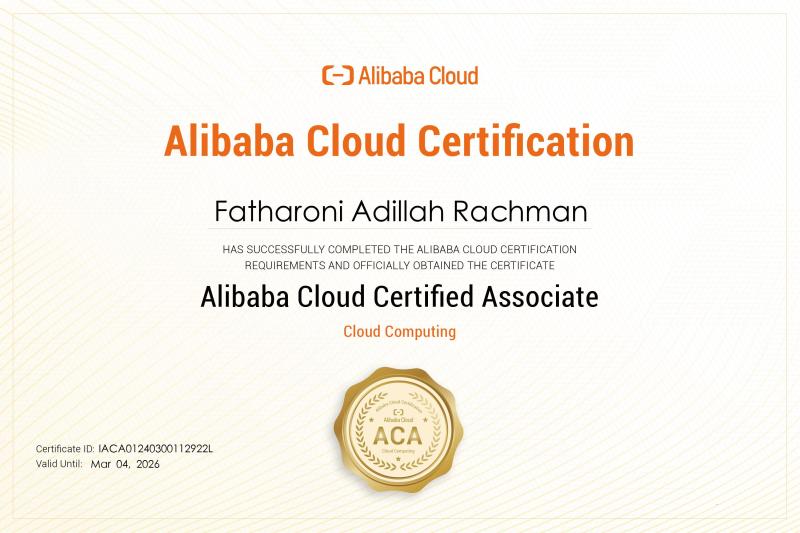 Alibaba Cloud
Alibaba Cloud Certification
Fatharoni Adillah Rachman
HAS SUCCESSFULLY COMPLETED THE ALIBABA CLOUD CERTIFICATION
REQUIREMENTS AND OFFICIALLY OBTAINED THE CERTIFICATE
Alibaba Cloud Certified Associate
Cloud Computing
Alibaba Cloud Certification
Alibaba Cloud
ACA
Cloud Computing
Certificate ID: IACA01240300112922L
Valid Until: Mar 04, 2026